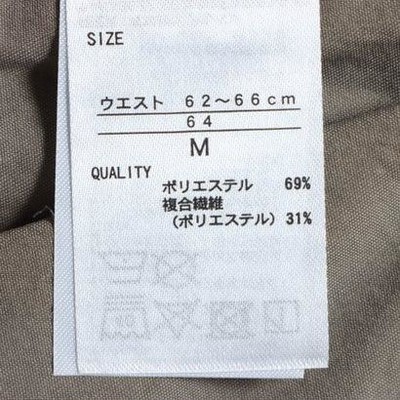 SIZE
ウエスト ６２～６６ｃｍ
６４
M
QUALITY
ポリエステル 69%
複合繊維
（ポリエステル）31%